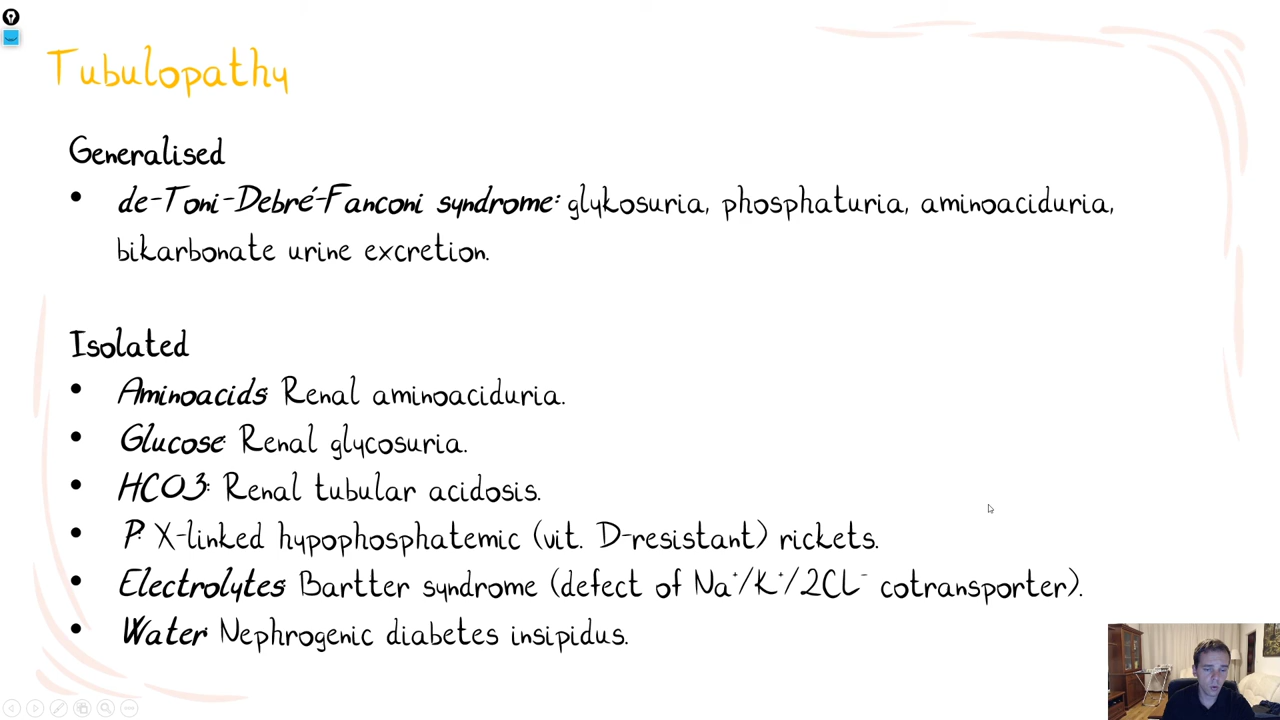 Tubulopathy
Generalised
• de-Toni-Debré-Fanconi syndrome: glykosuria, phosphaturia, aminoaciduria,
bikarbonate urine excretion.
Isolated
• Aminoacids: Renal aminoaciduria.
• Glucose: Renal glycosuria.
• HCO3: Renal tubular acidosis.
• P: X-linked hypophosphatemic (vit. D-resistant) rickets.
• Electrolytes: Bartter syndrome (defect of Na⁺/K⁺/2CL⁻ cotransporter).
• Water: Nephrogenic diabetes insipidus.